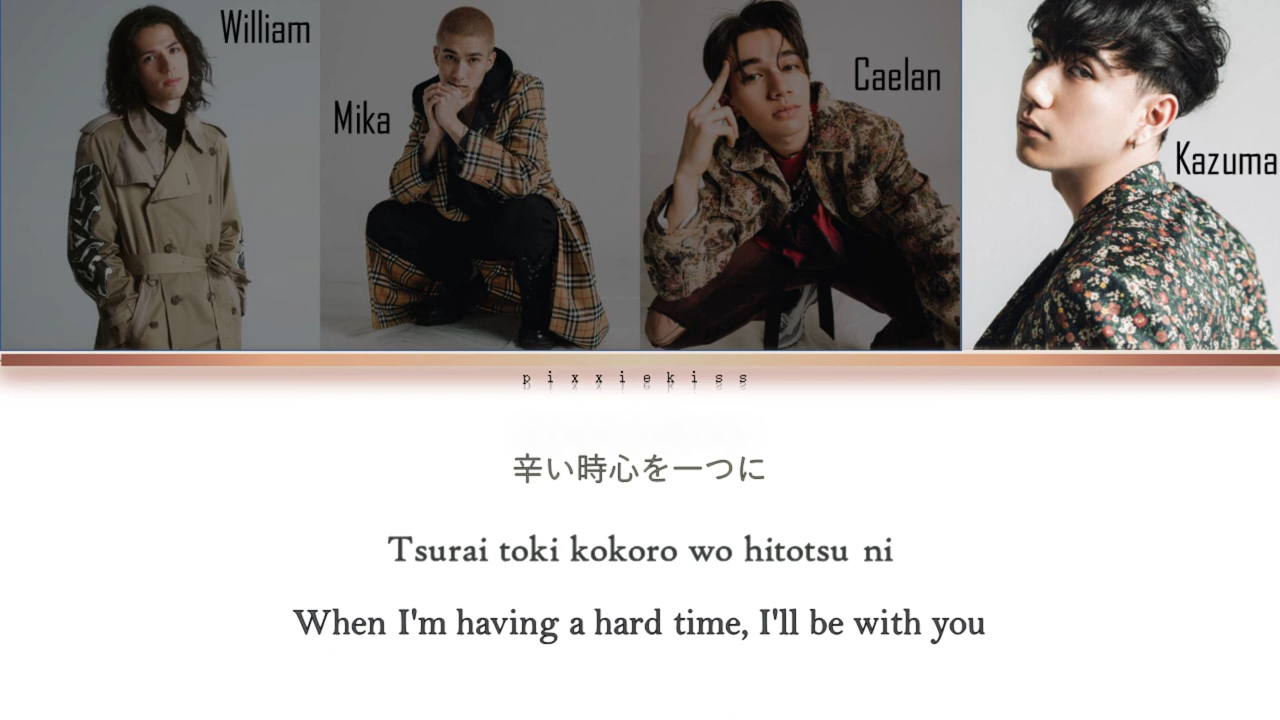 William
Mika
Caelan
Kazuma
pixxiekiss
辛い時心を一つに
Tsurai toki kokoro wo hitotsu ni
When I'm having a hard time, I'll be with you